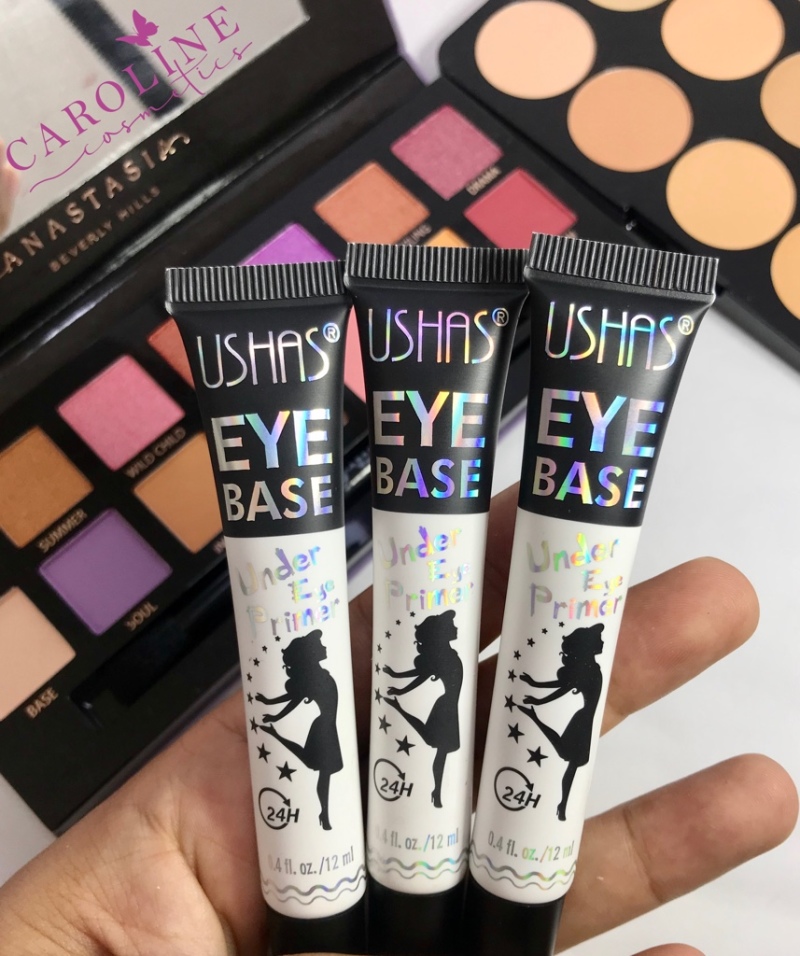 CAROLINE
cosmetics
ANASTASIA
BEVERLY HILLS
DRAMA
WILD CHILD
SUMMER
SOUL
BASE
USHAS®
EYE
BASE
Under
Eye
Primer
24H
0.4 fl. oz./12 ml
USHAS®
EYE
BASE
Under
Eye
Primer
24H
0.4 fl. oz./12 ml
USHAS®
EYE
BASE
Under
Eye
Primer
24H
0.4 fl. oz./12 ml